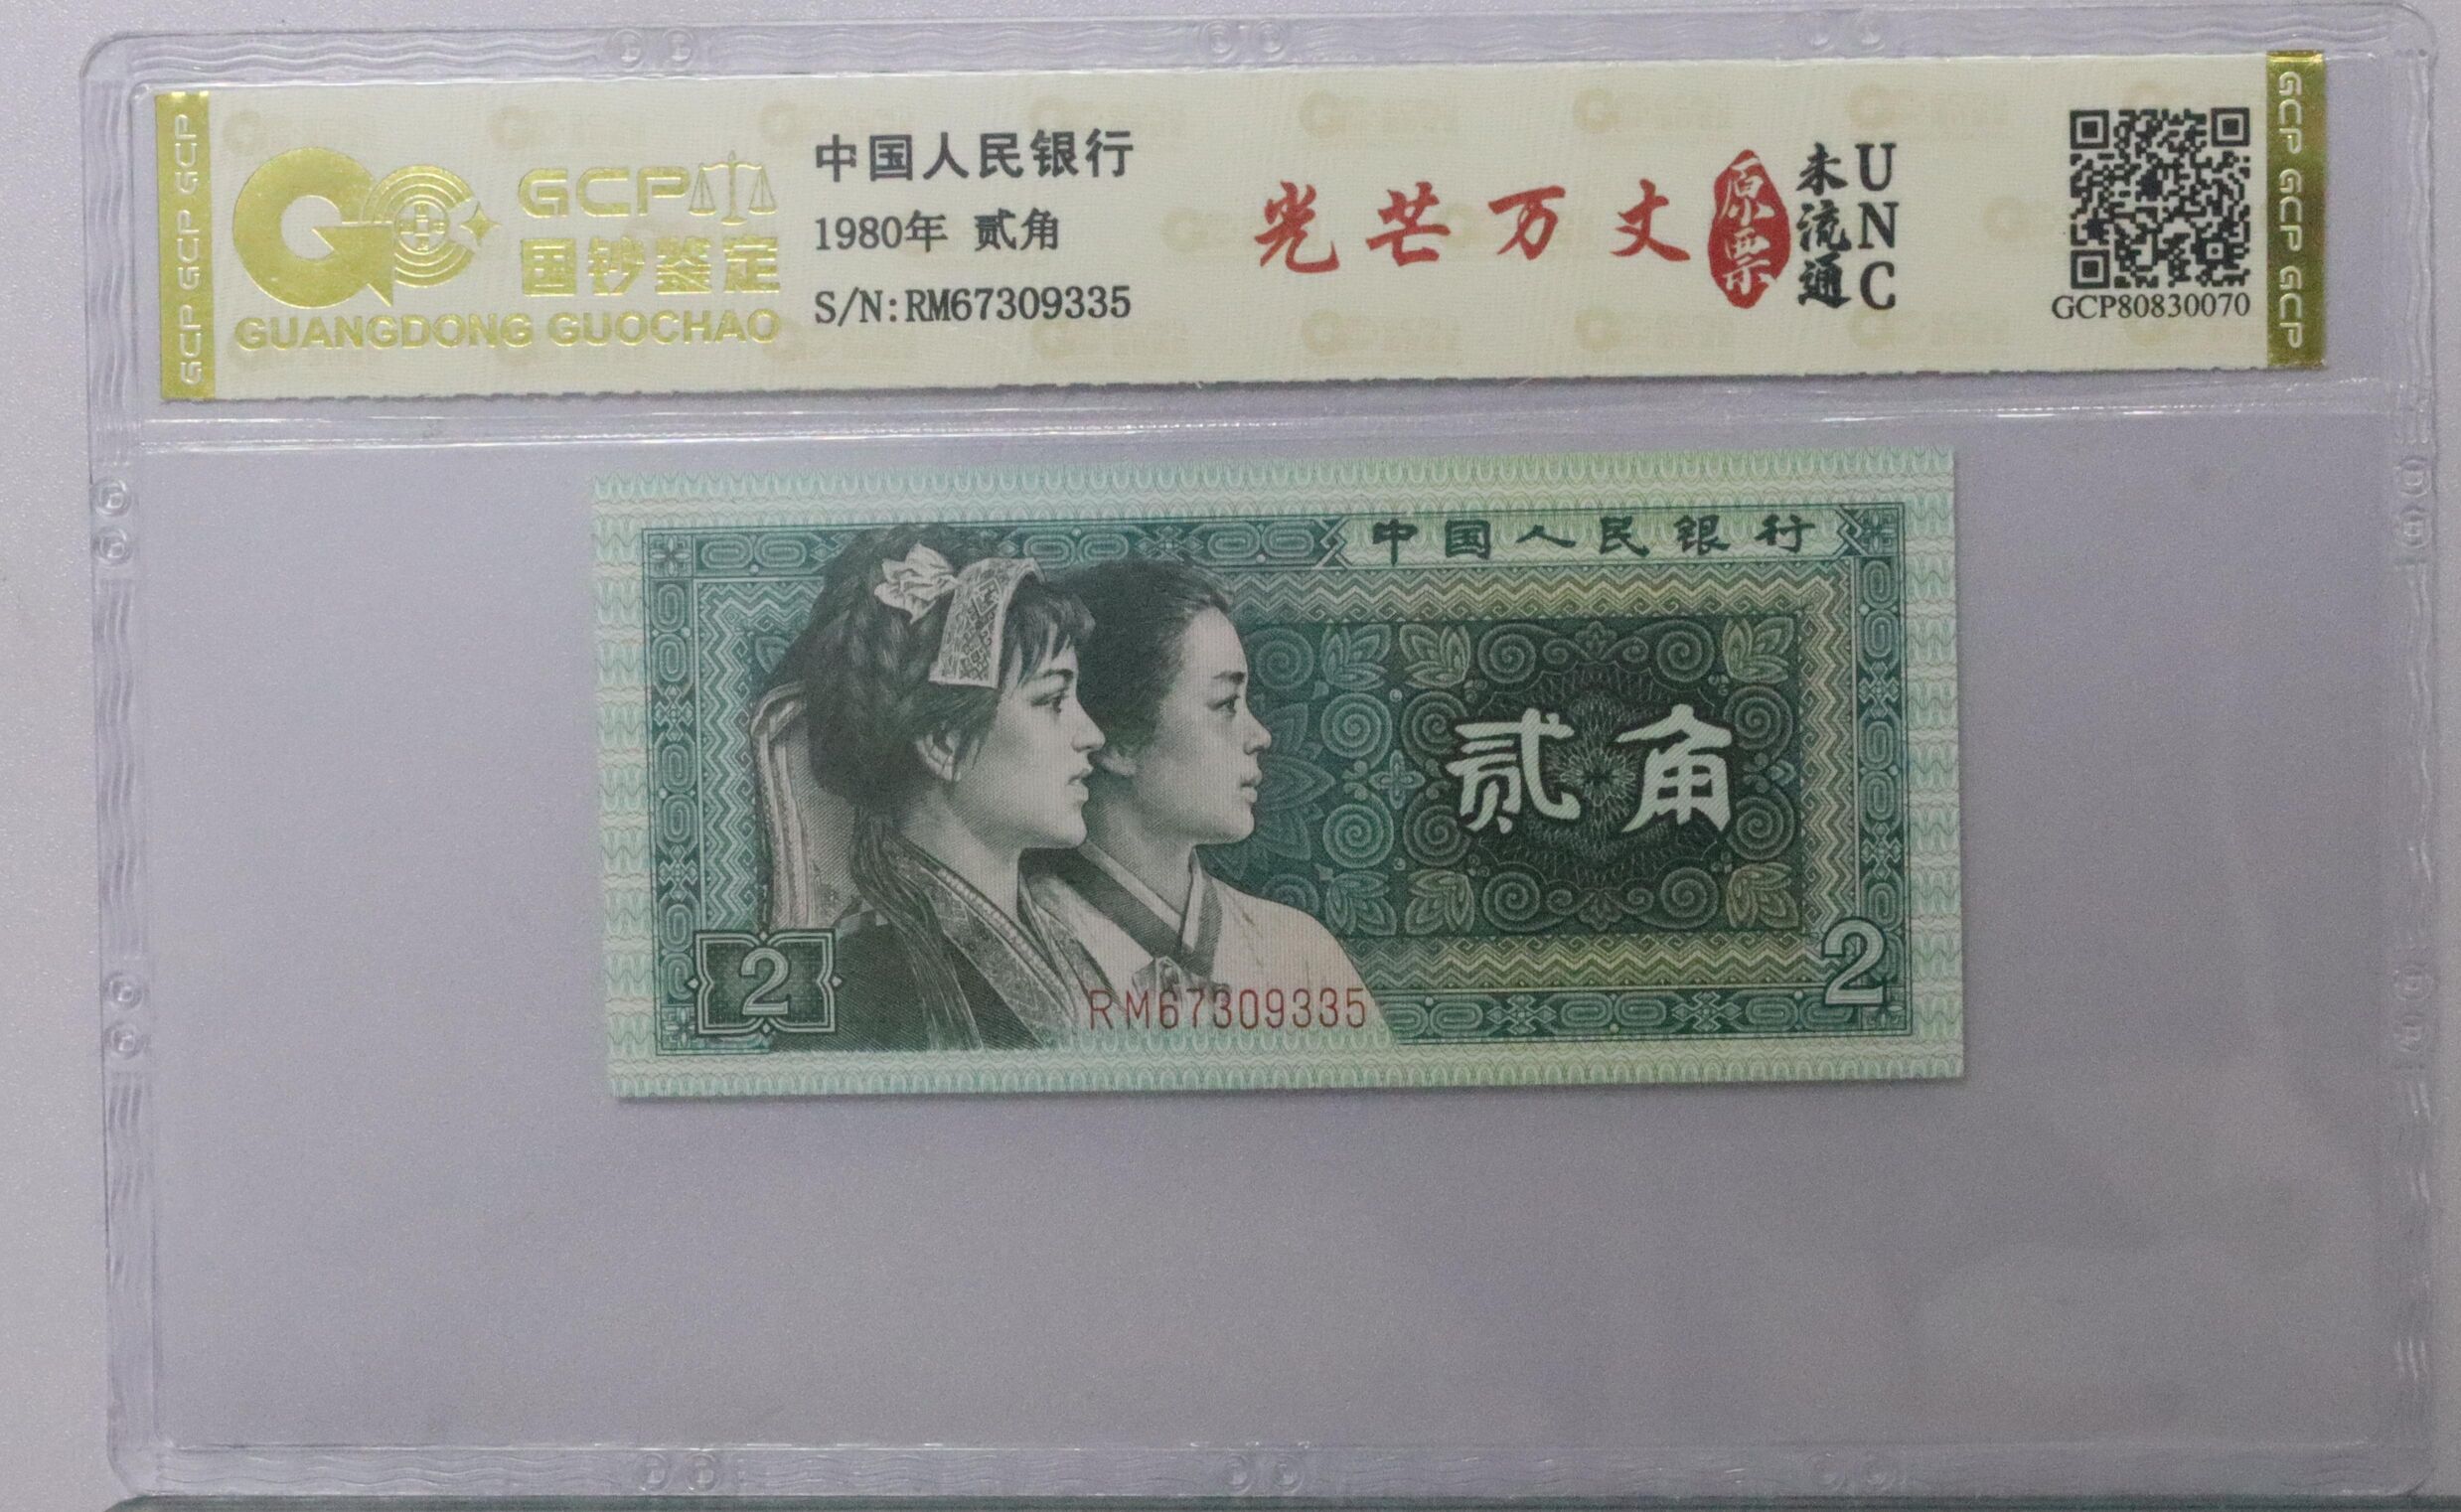 GCP GCP GCP
GCP
国钞鉴定
GUANGDONG GUOCHAO
中国人民银行
1980年 贰角
S/N:RM67309335
光芒万丈
原票
未流通
UNC
GCP80830070
GCP GCP GCP
中国人民银行
贰角
2
2
RM67309335